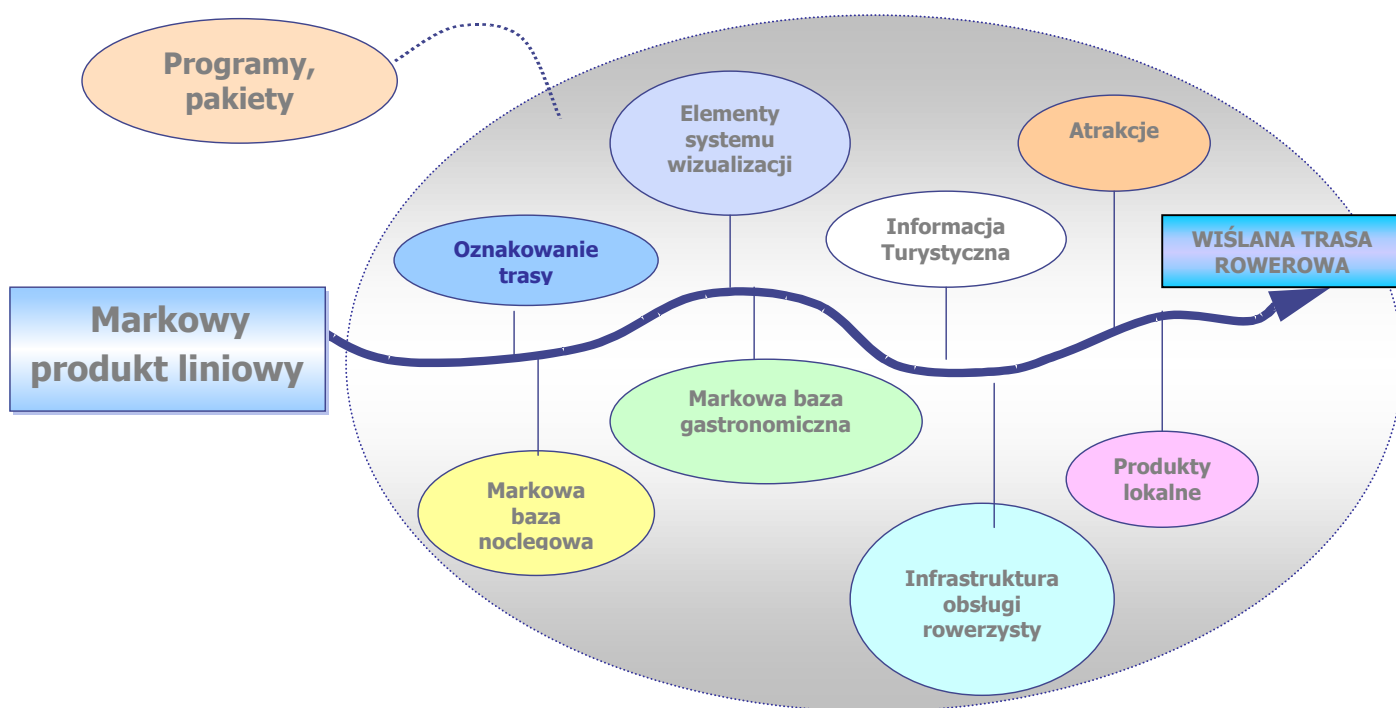 Programy,
pakiety
Elementy
systemu
wizualizacji
Atrakcje
Informacja
Turystyczna
WIŚLANA TRASA
ROWEROWA
Oznakowanie
trasy
Markowy
produkt liniowy
Markowa baza
gastronomiczna
Produkty
lokalne
Markowa
baza
noclegowa
Infrastruktura
obsługi
rowerzysty